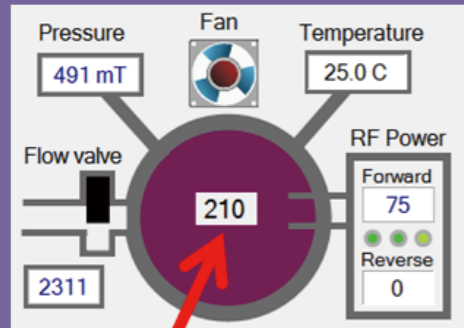 Pressure
491 mT
Fan
Temperature
25.0 C
Flow valve
2311
210
RF Power
Forward
75
Reverse
0